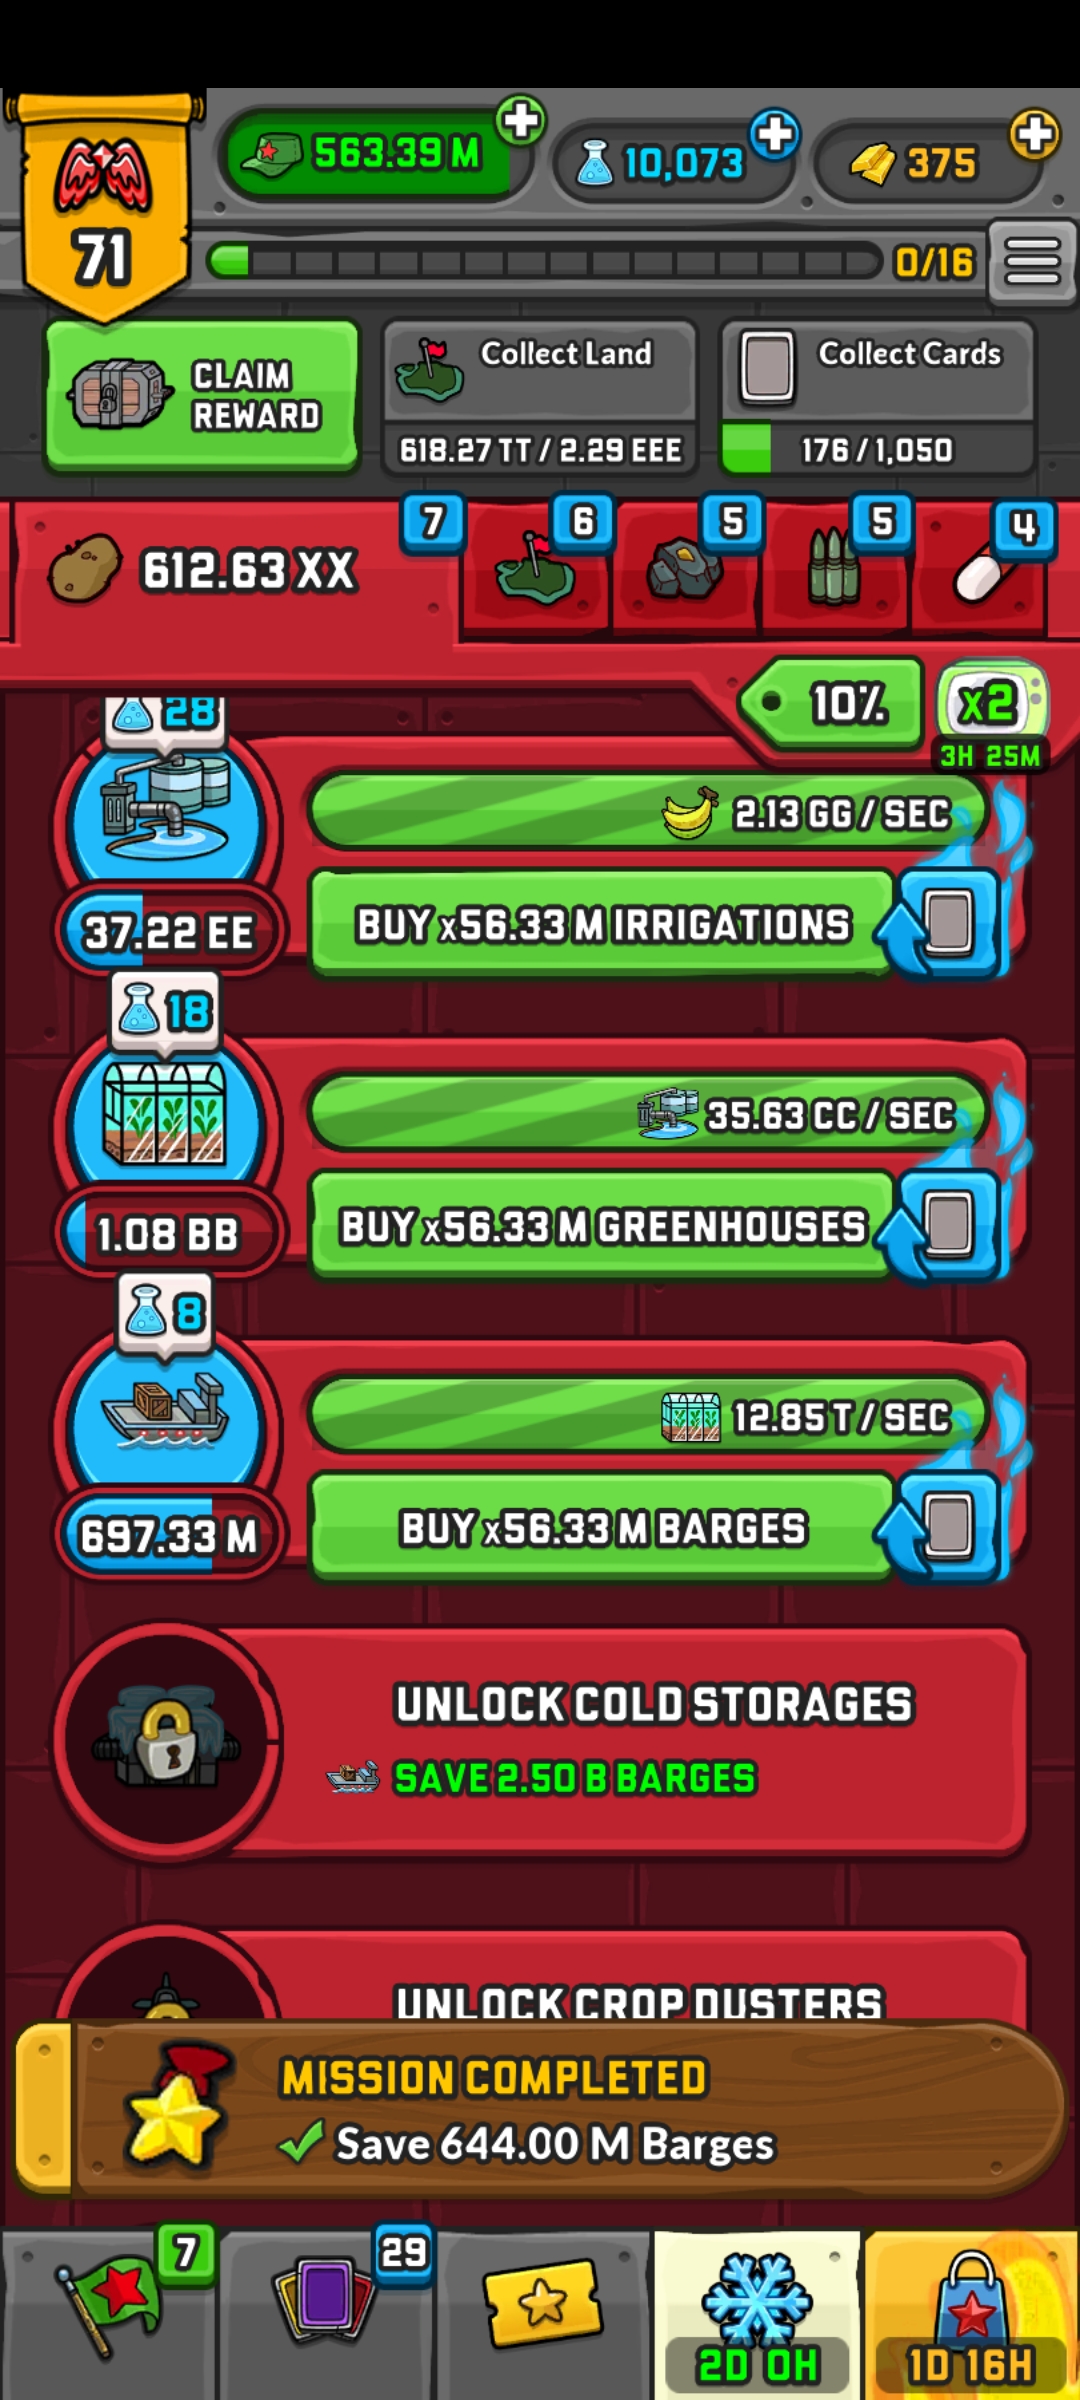 563.39 M
10,073
375
71
0/16
CLAIM
REWARD
Collect Land
618.27 TT / 2.29 EEE
Collect Cards
176 / 1,050
612.63 XX
7
6
5
5
4
10%
x2
3H 25M
28
2.13 GG / SEC
37.22 EE
BUY x56.33 M IRRIGATIONS
18
35.63 CC / SEC
1.08 BB
BUY x56.33 M GREENHOUSES
8
12.85 T / SEC
697.33 M
BUY x56.33 M BARGES
UNLOCK COLD STORAGES
SAVE 2.50 B BARGES
UNLOCK CROP DUSTERS
MISSION COMPLETED
Save 644.00 M Barges
7
29
2D 0H
1D 16H